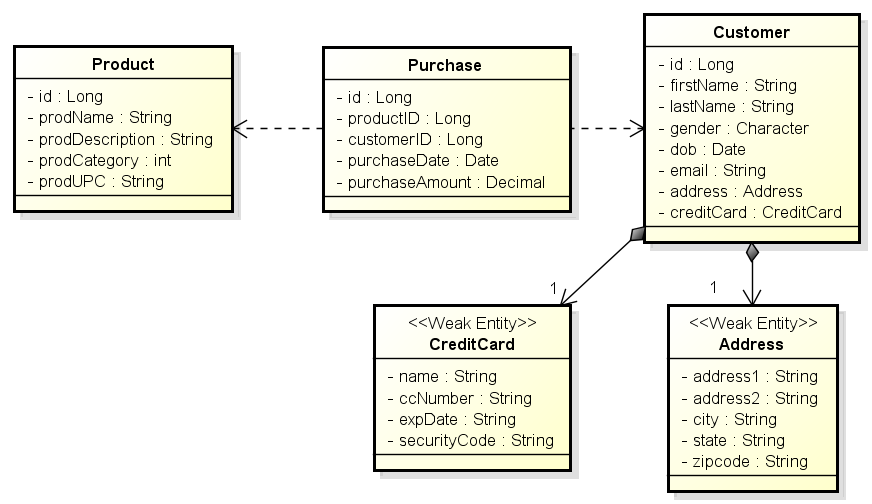 Product
- id : Long
- prodName : String
- prodDescription : String
- prodCategory : int
- prodUPC : String
Purchase
- id : Long
- productID : Long
- customerID : Long
- purchaseDate : Date
- purchaseAmount : Decimal
Customer
- id : Long
- firstName : String
- lastName : String
- gender : Character
- dob : Date
- email : String
- address : Address
- creditCard : CreditCard
1
1
<<Weak Entity>>
CreditCard
- name : String
- ccNumber : String
- expDate : String
- securityCode : String
<<Weak Entity>>
Address
- address1 : String
- address2 : String
- city : String
- state : String
- zipcode : String